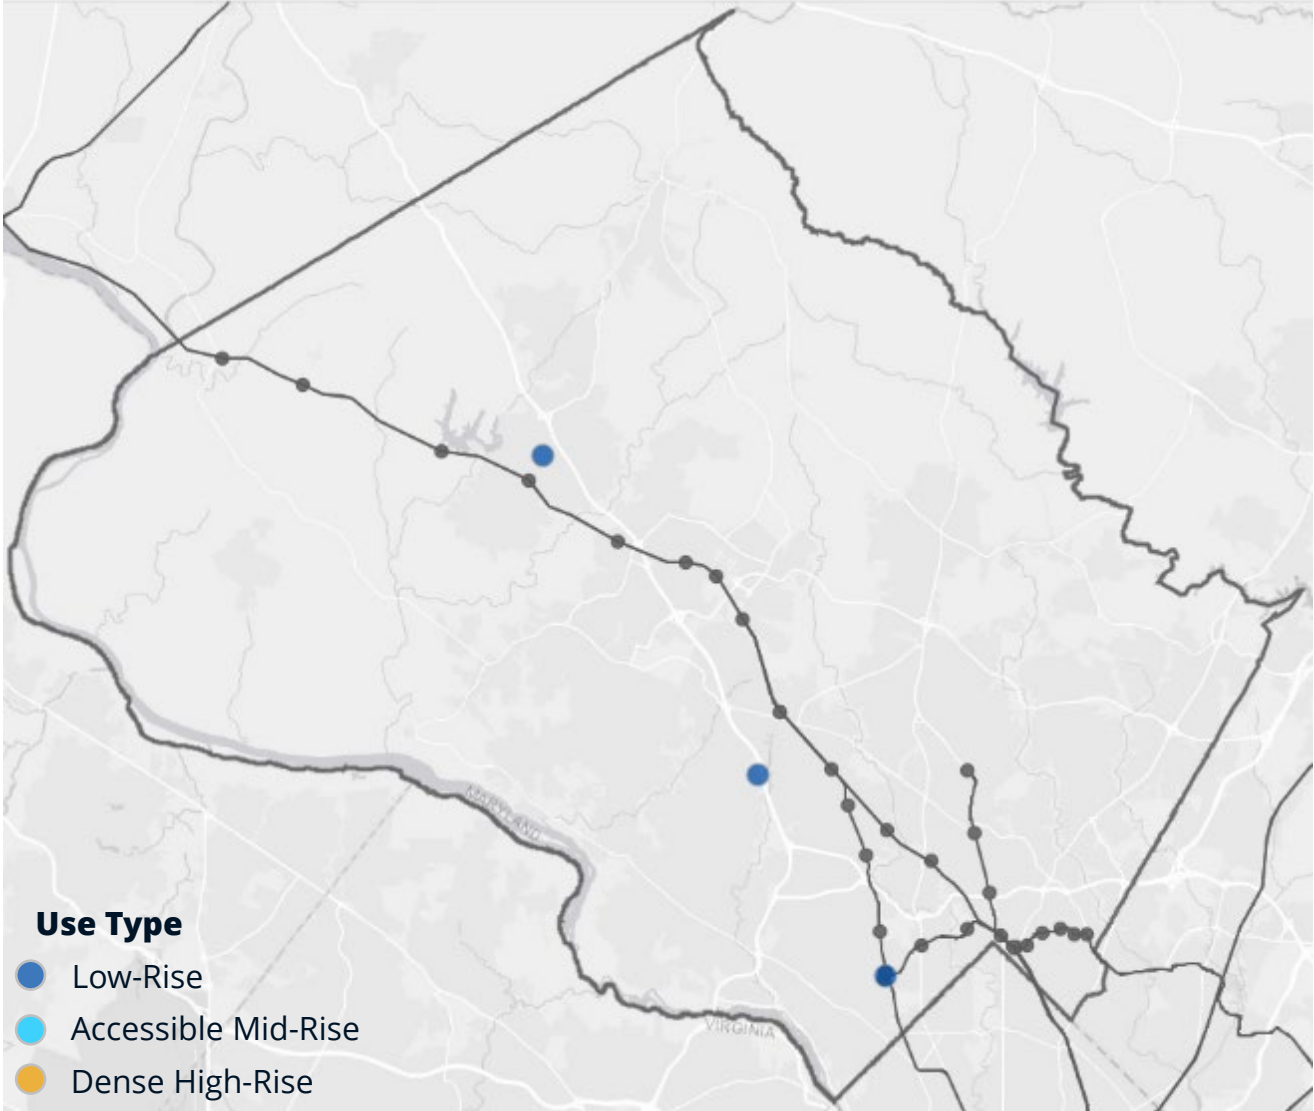 MARYLAND
VIRGINIA
Use Type
Low-Rise
Accessible Mid-Rise
Dense High-Rise